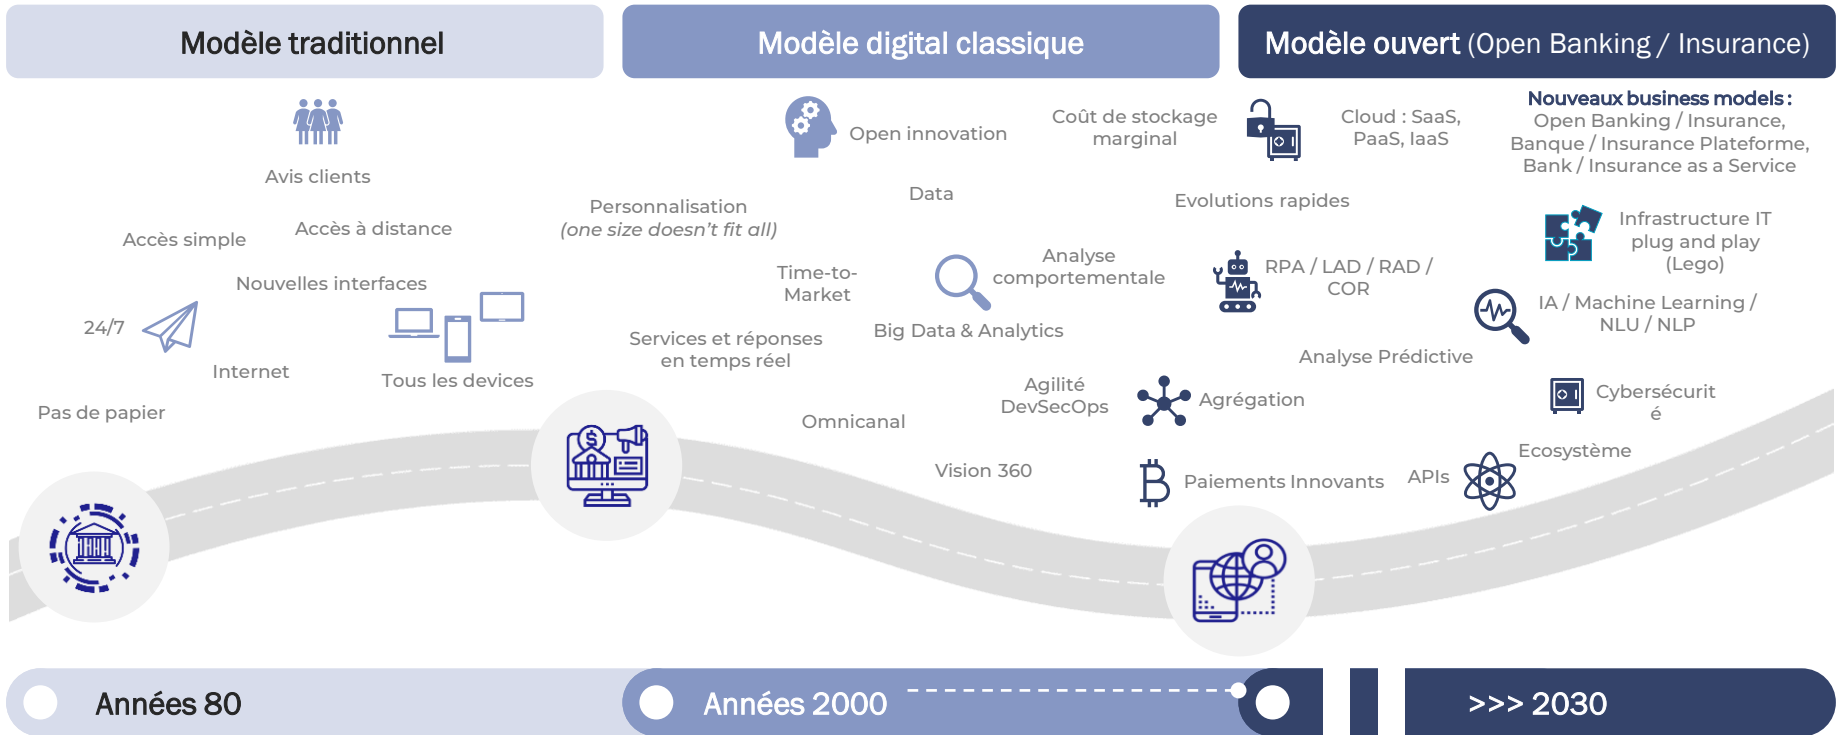 Modèle traditionnel
Modèle digital classique
Modèle ouvert (Open Banking / Insurance)
Avis clients
Accès simple
Accès à distance
Nouvelles interfaces
24/7
Internet
Tous les devices
Pas de papier
Open innovation
Coût de stockage
marginal
Data
Personnalisation
(one size doesn't fit all)
Time-to-
Market
Analyse
comportementale
Big Data & Analytics
Services et réponses
en temps réel
Agilité
DevSecOps
Omnicanal
Vision 360
Cloud : SaaS,
PaaS, IaaS
Nouveaux business models :
Open Banking / Insurance,
Banque / Insurance Plateforme,
Bank / Insurance as a Service
Evolutions rapides
Infrastructure IT
plug and play
(Lego)
RPA / LAD / RAD /
COR
IA / Machine Learning /
NLU / NLP
Analyse Prédictive
Agrégation
Cybersécurit
é
Ecosystème
Paiements Innovants
APIs
Années 80
Années 2000
>>> 2030